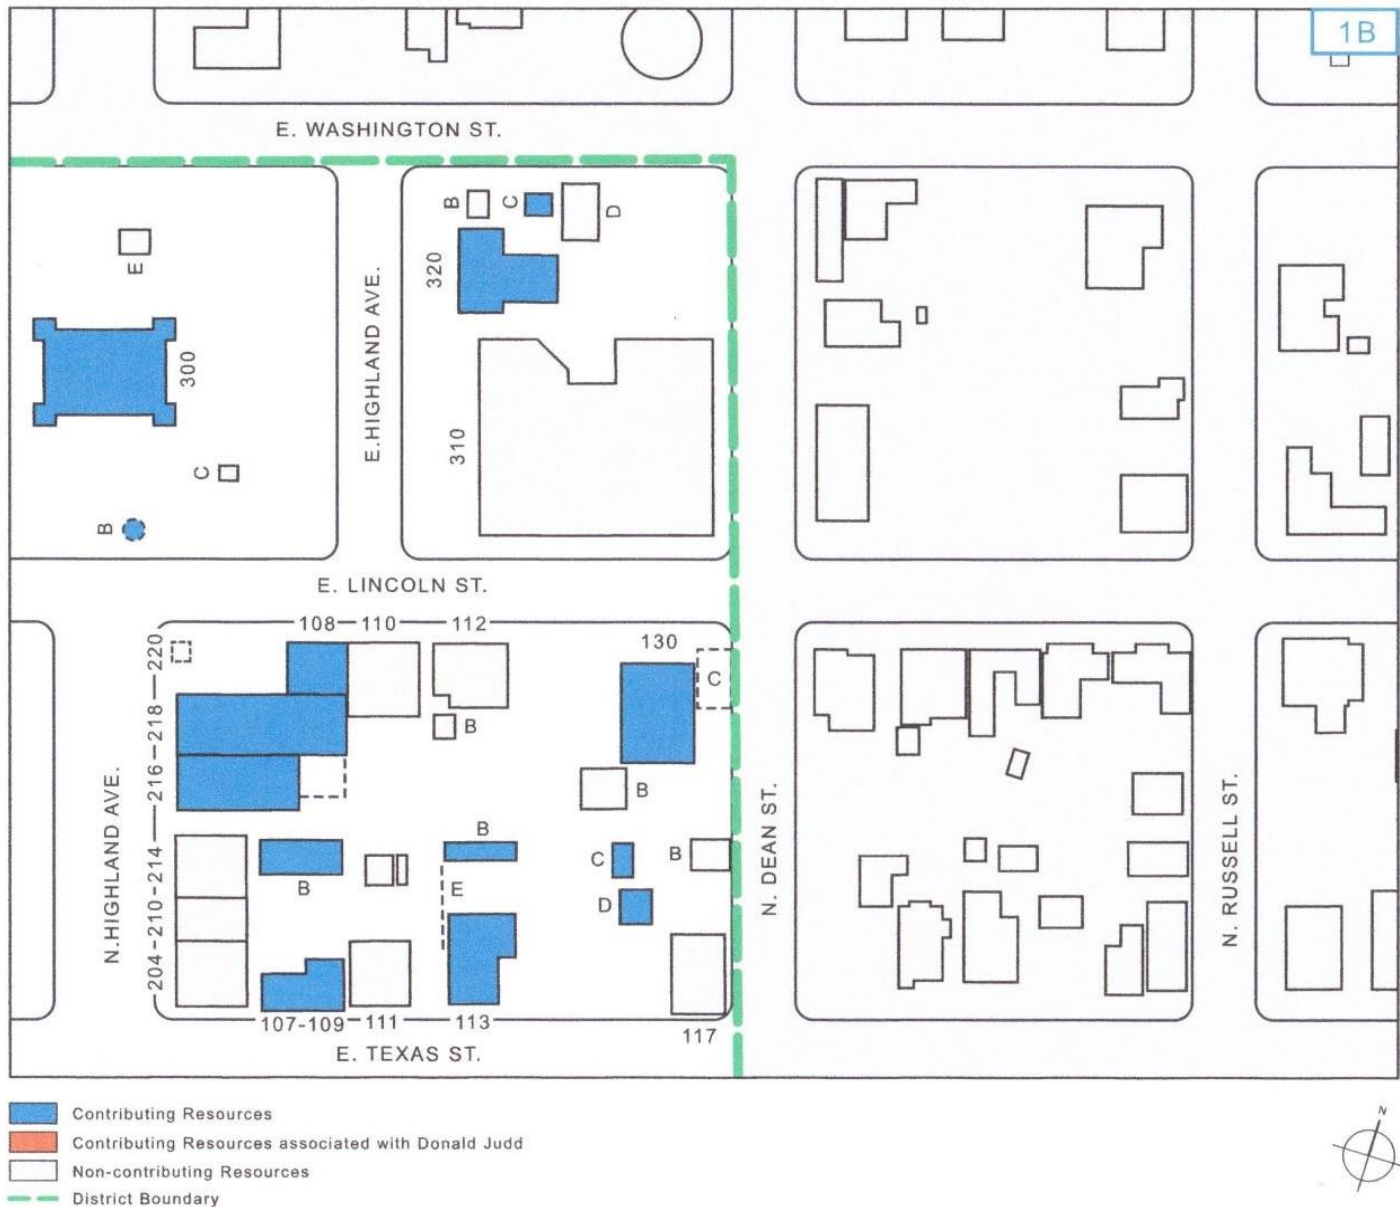 1B
E. WASHINGTON ST.
B
C
D
E
320
300
E.HIGHLAND AVE.
310
C
B
E. LINCOLN ST.
108
110
112
130
220
C
218
B
216
B
N.HIGHLAND AVE.
N. DEAN ST.
N. RUSSELL ST.
214
B
B
C
B
E
210
D
204
107-109
111
113
117
E. TEXAS ST.
Contributing Resources
Contributing Resources associated with Donald Judd
Non-contributing Resources
District Boundary
N